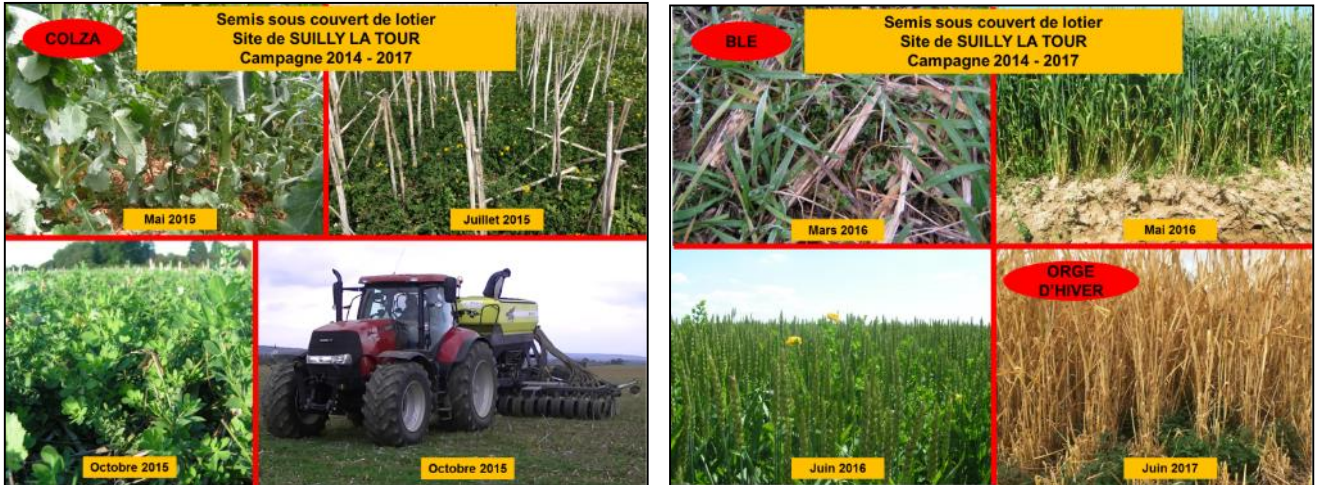 COLZA
Semis sous couvert de lotier
Site de SUILLY LA TOUR
Campagne 2014 - 2017
Mai 2015
Juillet 2015
Octobre 2015
Octobre 2015
BLE
Semis sous couvert de lotier
Site de SUILLY LA TOUR
Campagne 2014 - 2017
Mars 2016
Mai 2016
Juin 2016
ORGE
D'HIVER
Juin 2017